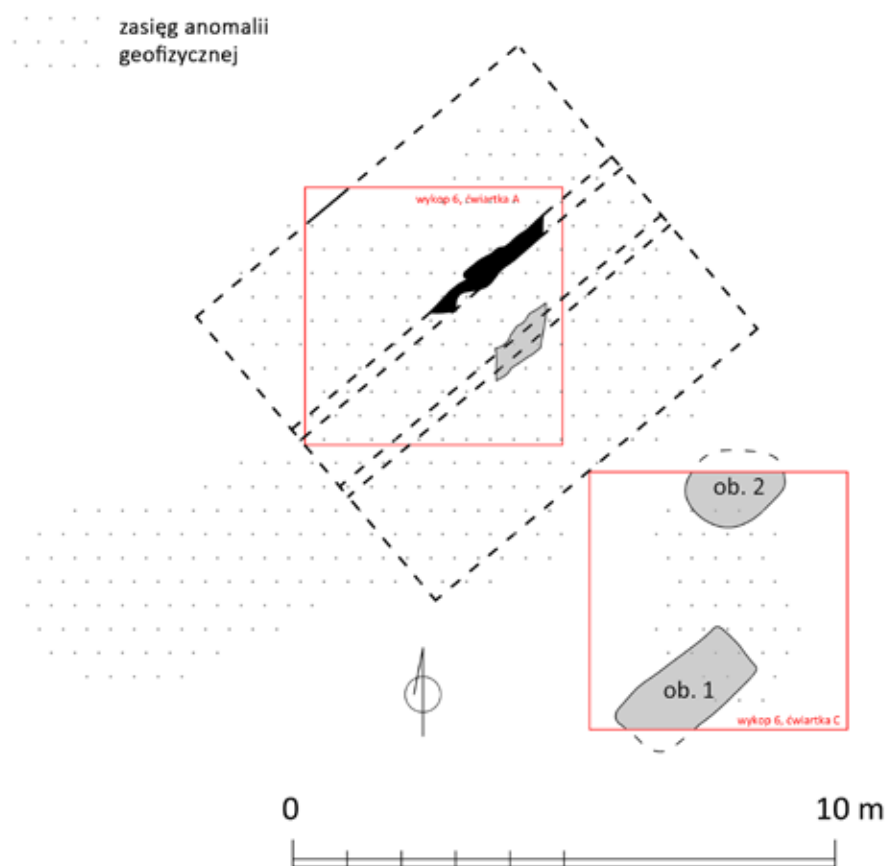 zasięg anomalii
geofizycznej
wykop 6, ćwiartka A
ob. 2
ob. 1
wykop 6, ćwiartka C
0
10 m